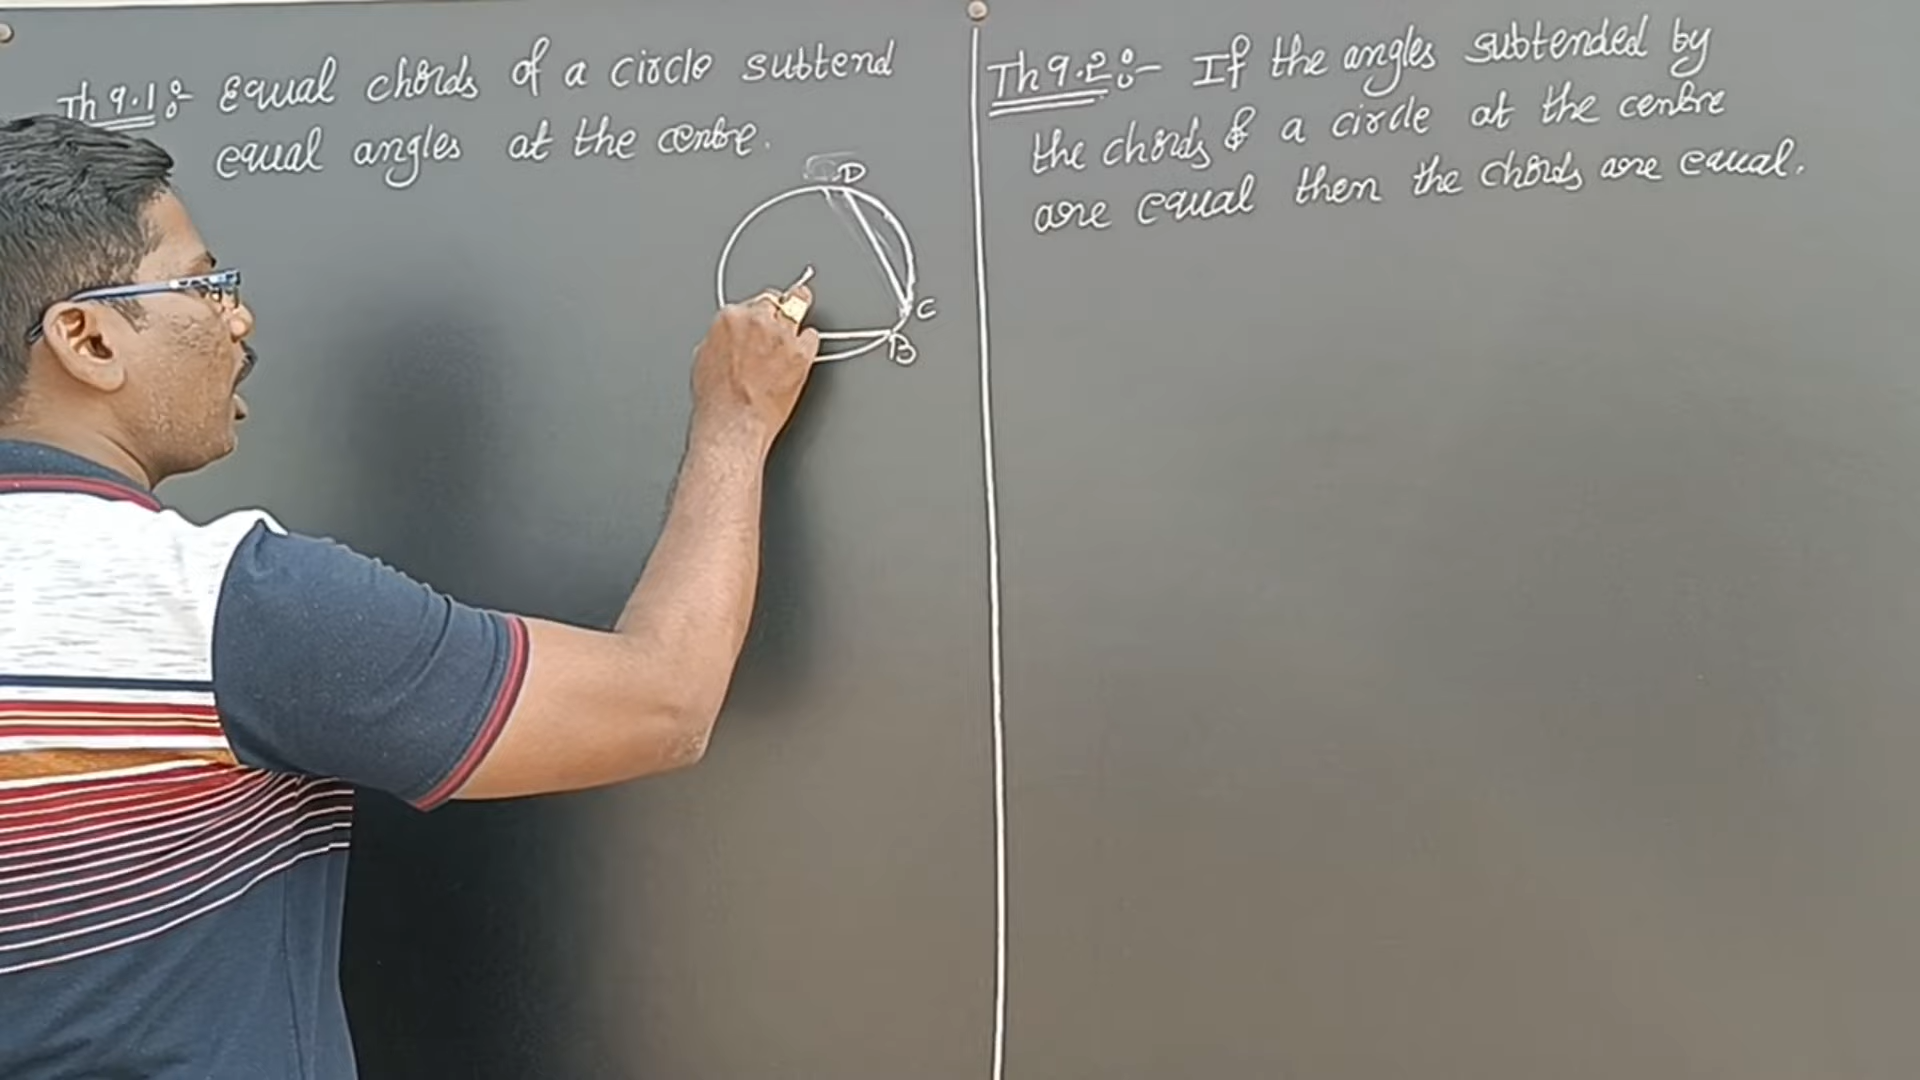 Th 9.1:- Equal chords of a circle subtend
equal angles at the centre.
D
C
B
Th 9.2:- If the angles subtended by
the chords of a circle at the centre
are equal then the chords are equal.